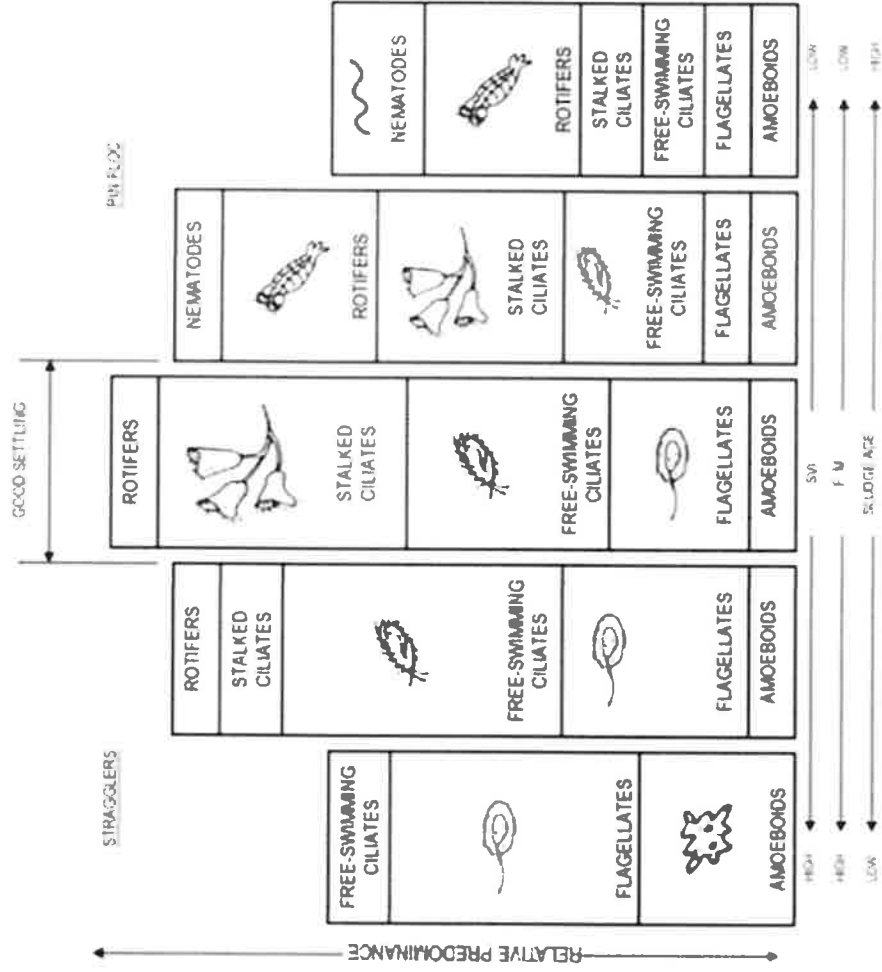 GOOD SETTLING
STRAGGLERS
PIN FLOC
RELATIVE PREDOMINANCE
FREE-SWIMMING
CILIATES
FLAGELLATES
AMOEBOIDS
ROTIFERS
STALKED
CILIATES
FREE-SWIMMING
CILIATES
FLAGELLATES
AMOEBOIDS
ROTIFERS
STALKED
CILIATES
FREE-SWIMMING
CILIATES
FLAGELLATES
AMOEBOIDS
NEMATODES
ROTIFERS
STALKED
CILIATES
FREE-SWIMMING
CILIATES
FLAGELLATES
AMOEBOIDS
NEMATODES
ROTIFERS
STALKED
CILIATES
FREE-SWIMMING
CILIATES
FLAGELLATES
AMOEBOIDS
HIGH SVI LOW
HIGH F M LOW
LOW SLUDGE AGE HIGH